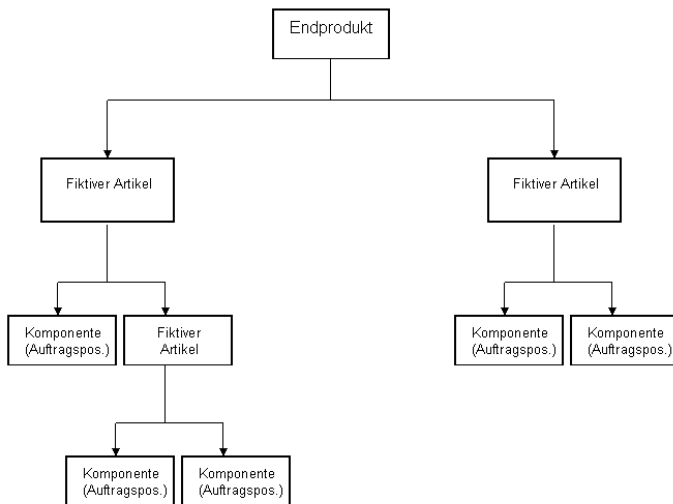 Endprodukt
Fiktiver Artikel
Fiktiver Artikel
Komponente
(Auftragspos.)
Fiktiver
Artikel
Komponente
(Auftragspos.)
Komponente
(Auftragspos.)
Komponente
(Auftragspos.)
Komponente
(Auftragspos.)